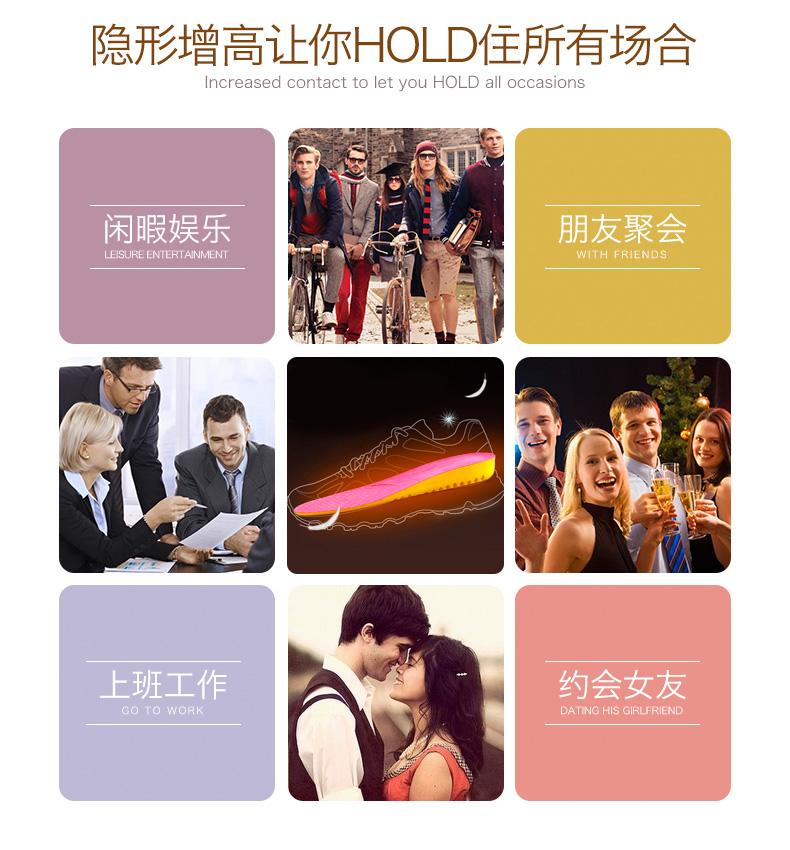 隐形增高让你HOLD住所有场合
Increased contact to let you HOLD all occasions
闲暇娱乐
LEISURE ENTERTAINMENT
朋友聚会
WITH FRIENDS
上班工作
GO TO WORK
约会女友
DATING HIS GIRLFRIEND